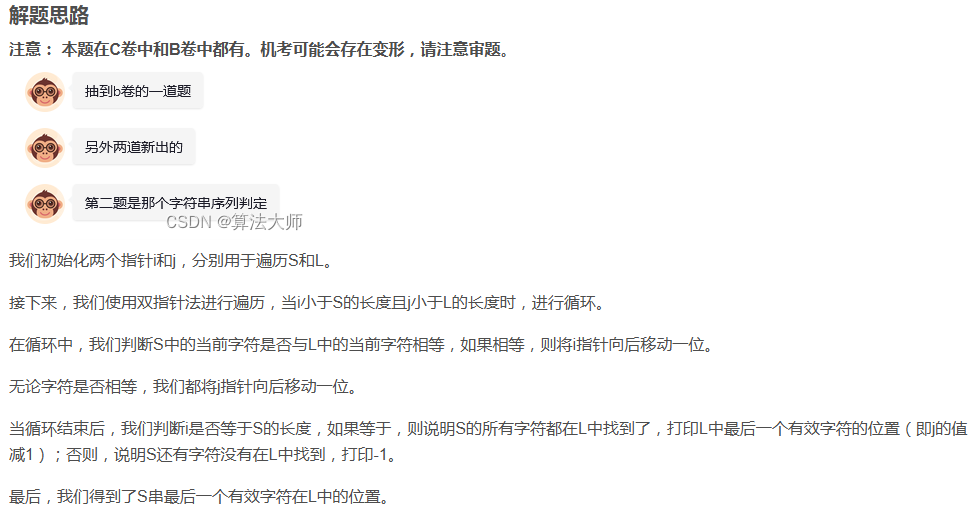 解题思路
注意： 本题在C卷中和B卷中都有。机考可能会存在变形，请注意审题。
抽到b卷的一道题
另外两道新出的
第二题是那个字符串序列判定
CSDN @算法大师
我们初始化两个指针i和j，分别用于遍历S和L。
接下来，我们使用双指针法进行遍历，当i小于S的长度且j小于L的长度时，进行循环。
在循环中，我们判断S中的当前字符是否与L中的当前字符相等，如果相等，则将i指针向后移动一位。
无论字符是否相等，我们都将j指针向后移动一位。
当循环结束后，我们判断i是否等于S的长度，如果等于，则说明S的所有字符都在L中找到了，打印L中最后一个有效字符的位置（即j的值
减1）；否则，说明S还有字符没有在L中找到，打印-1。
最后，我们得到了S串最后一个有效字符在L中的位置。